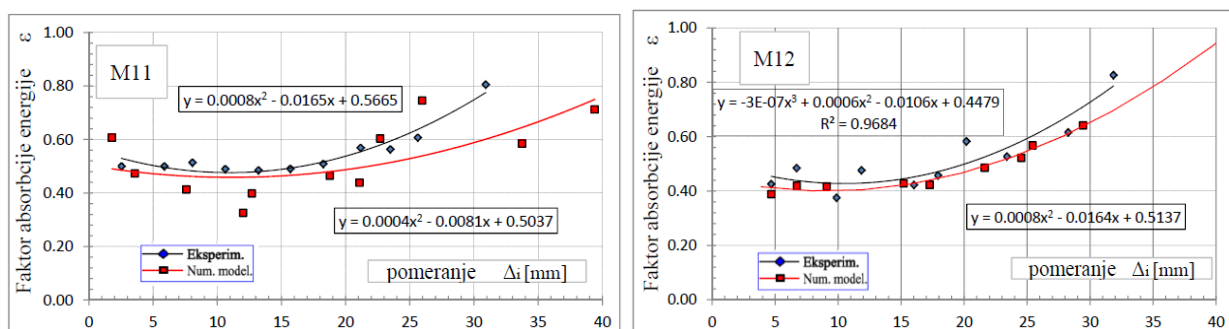 Faktor absorbcije energije ε
1.00
0.80
0.60
0.40
0.20
0.00
M11
y = 0.0008x² - 0.0165x + 0.5665
y = 0.0004x² - 0.0081x + 0.5037
Eksperim.
Num. model.
pomeranje Δi [mm]
0 5 10 15 20 25 30 35 40
Faktor absorbcije energije ε
1.00
0.80
0.60
0.40
0.20
0.00
M12
y = -3E-07x³ + 0.0006x² - 0.0106x + 0.4479
R² = 0.9684
y = 0.0008x² - 0.0164x + 0.5137
Eksperim.
Num. model.
pomeranje Δi [mm]
0 5 10 15 20 25 30 35 40